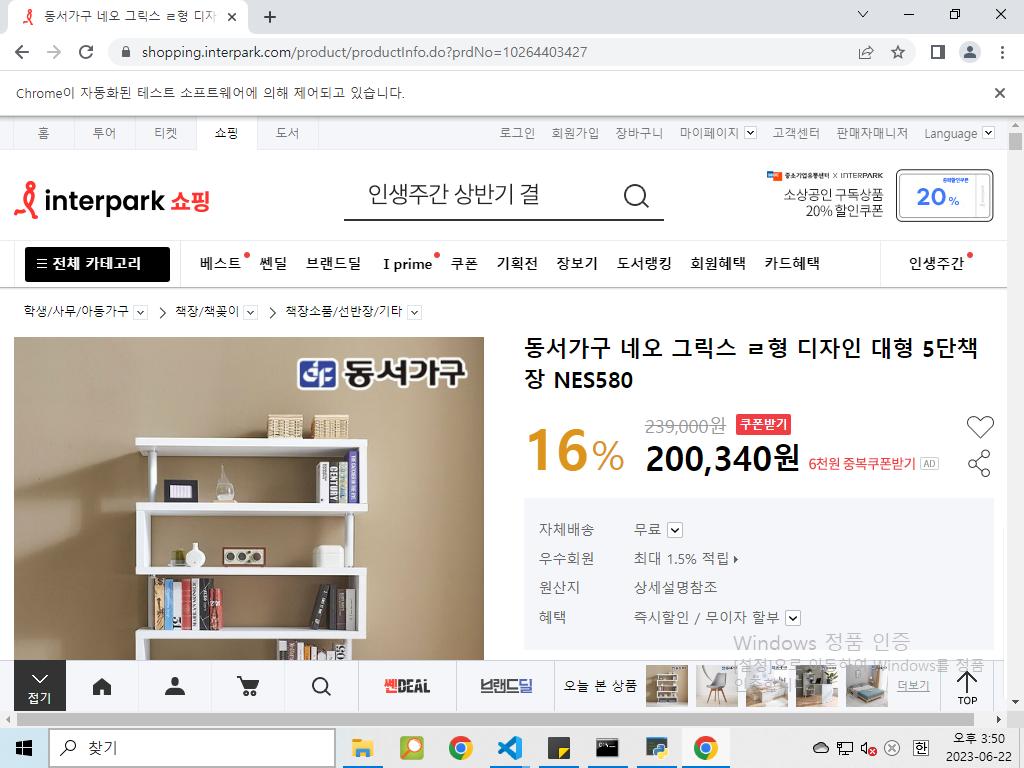 동서가구 네오 그릭스 ㄹ형 디자
shopping.interpark.com/product/productInfo.do?prdNo=10264403427
Chrome이 자동화된 테스트 소프트웨어에 의해 제어되고 있습니다.
홈 투어 티켓 쇼핑 도서 로그인 회원가입 장바구니 마이페이지 고객센터 판매자매니저 Language
interpark 쇼핑
인생주간 상반기 결
중소기업유통센터 X INTERPARK
소상공인 구독상품
20% 할인쿠폰
중복할인쿠폰
20%
전체 카테고리 베스트 쎈딜 브랜드딜 I prime 쿠폰 기획전 장보기 도서랭킹 회원혜택 카드혜택 인생주간
학생/사무/아동가구 책장/책꽂이 책장소품/선반장/기타
동서가구
동서가구 네오 그릭스 ㄹ형 디자인 대형 5단책
장 NES580
16%
239,000원 쿠폰받기
200,340원 6천원 중복쿠폰받기 AD
자체배송 무료
우수회원 최대 1.5% 적립
원산지 상세설명참조
혜택 즉시할인 / 무이자 할부
Windows 정품 인증
[설정]으로 이동하여 Windows를 정품
인증합니다.
접기
쎈DEAL
브랜드딜
오늘 본 상품
더보기
TOP
찾기
한
오후 3:50
2023-06-22